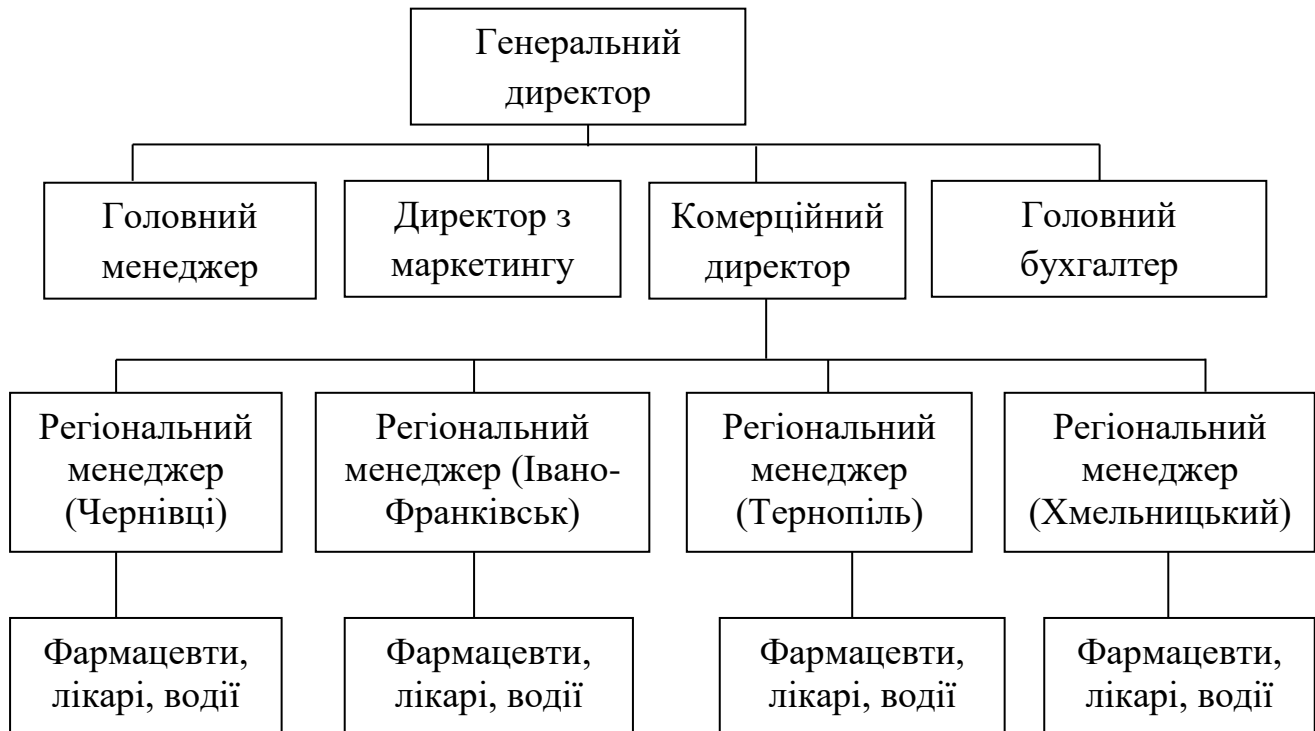 Генеральний
директор
Головний
менеджер
Директор з
маркетингу
Комерційний
директор
Головний
бухгалтер
Регіональний
менеджер
(Чернівці)
Регіональний
менеджер (Івано-
Франківськ)
Регіональний
менеджер
(Тернопіль)
Регіональний
менеджер
(Хмельницький)
Фармацевти,
лікарі, водії
Фармацевти,
лікарі, водії
Фармацевти,
лікарі, водії
Фармацевти,
лікарі, водії